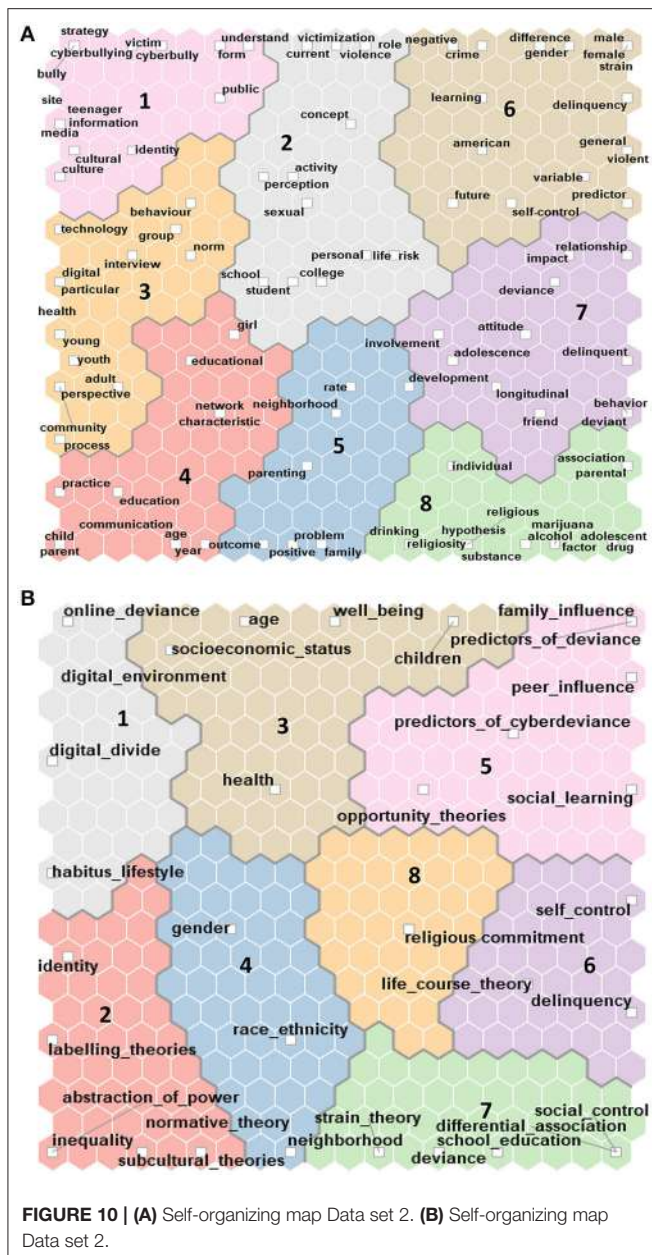 A
strategy
victim
understand
victimization
negative
difference
male
cyberbullying
cyberbully
form
current
violence
role
crime
gender
female
bully
strain
public
learning
delinquency
site
teenager
1
6
information
concept
media
2
american
general
cultural
identity
violent
culture
activity
variable
perception
behaviour
sexual
future
self-control
predictor
technology
group
norm
relationship
interview
personal
life
risk
impact
digital
school
deviance
particular
3
student
college
7
health
girl
attitude
young
involvement
youth
educational
adolescence
delinquent
adult
rate
development
perspective
network
neighborhood
longitudinal
characteristic
behavior
community
friend
deviant
process
5
4
parenting
individual
association
practice
parental
education
8
religious
communication
drinking
hypothesis
marijuana
child
age
problem
religiosity
alcohol
adolescent
parent
year
outcome
positive
family
substance
factor
drug
B
online_deviance
age
well_being
family_influence
socioeconomic_status
children
predictors_of_deviance
digital_environment
peer_influence
1
3
predictors_of_cyberdeviance
digital_divide
5
health
opportunity_theories
social_learning
habitus_lifestyle
8
self_control
gender
religious commitment
identity
4
6
life_course_theory
2
delinquency
race_ethnicity
labelling_theories
abstraction_of_power
7
social_control
normative_theory
strain_theory
differential_association
inequality
neighborhood
school_education
subcultural_theories
deviance
FIGURE 10 | (A) Self-organizing map Data set 2. (B) Self-organizing map
Data set 2.